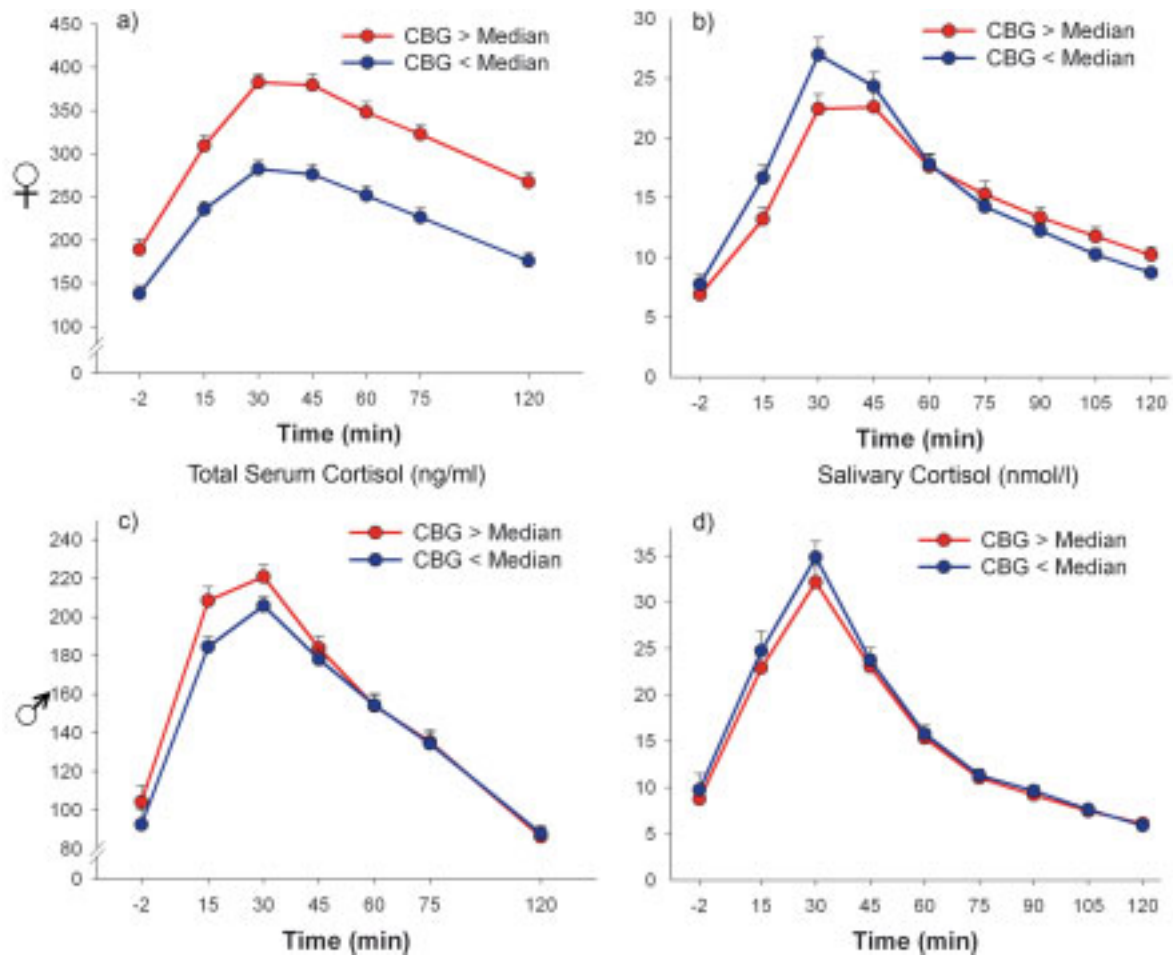 a)
CBG > Median
CBG < Median
450
400
350
300
250
200
150
100
0
-2 15 30 45 60 75 120
Time (min)
Total Serum Cortisol (ng/ml)
b)
CBG > Median
CBG < Median
30
25
20
15
10
5
0
-2 15 30 45 60 75 90 105 120
Time (min)
Salivary Cortisol (nmol/l)
c)
CBG > Median
CBG < Median
240
220
200
180
160
140
120
100
80
0
-2 15 30 45 60 75 120
Time (min)
d)
CBG > Median
CBG < Median
35
30
25
20
15
10
5
0
-2 15 30 45 60 75 90 105 120
Time (min)